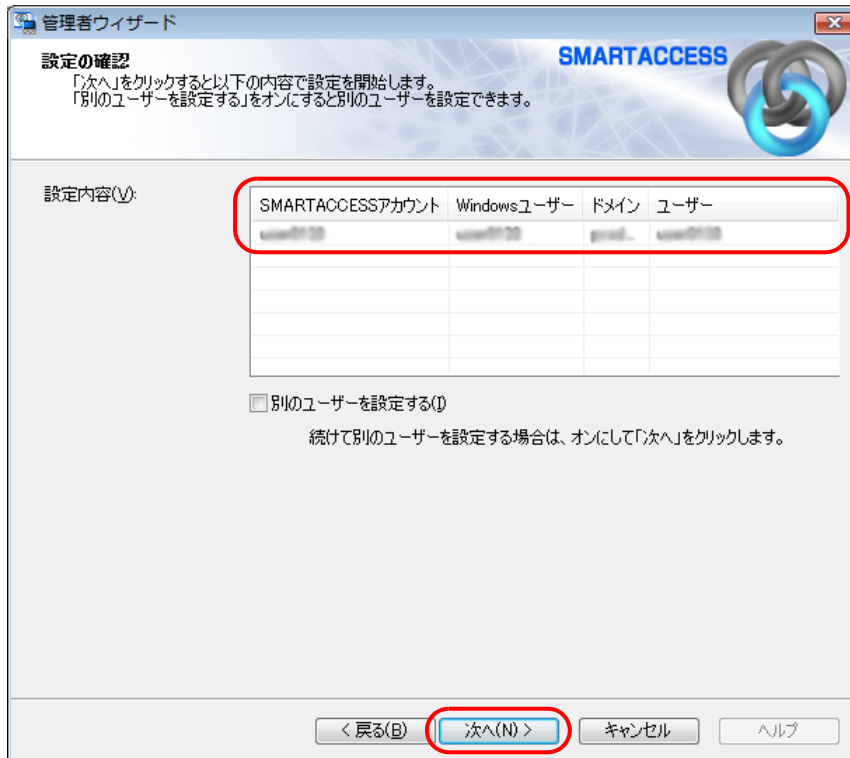 管理者ウィザード
設定の確認
「次へ」をクリックすると以下の内容で設定を開始します。
「別のユーザーを設定する」をオンにすると別のユーザーを設定できます。
SMARTACCESS
設定内容(V):
SMARTACCESSアカウント Windowsユーザー ドメイン ユーザー
別のユーザーを設定する(I)
続けて別のユーザーを設定する場合は、オンにして「次へ」をクリックします。
< 戻る(B) 次へ(N) > キャンセル ヘルプ